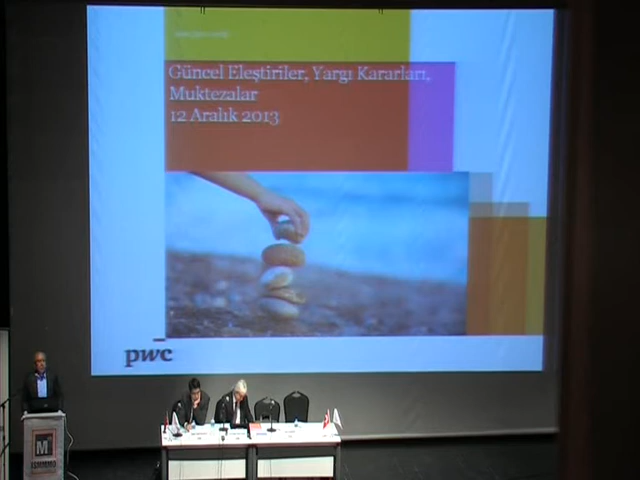 Güncel Eleştiriler, Yargı Kararları,
Muktezalar
12 Aralık 2013
pwc
M